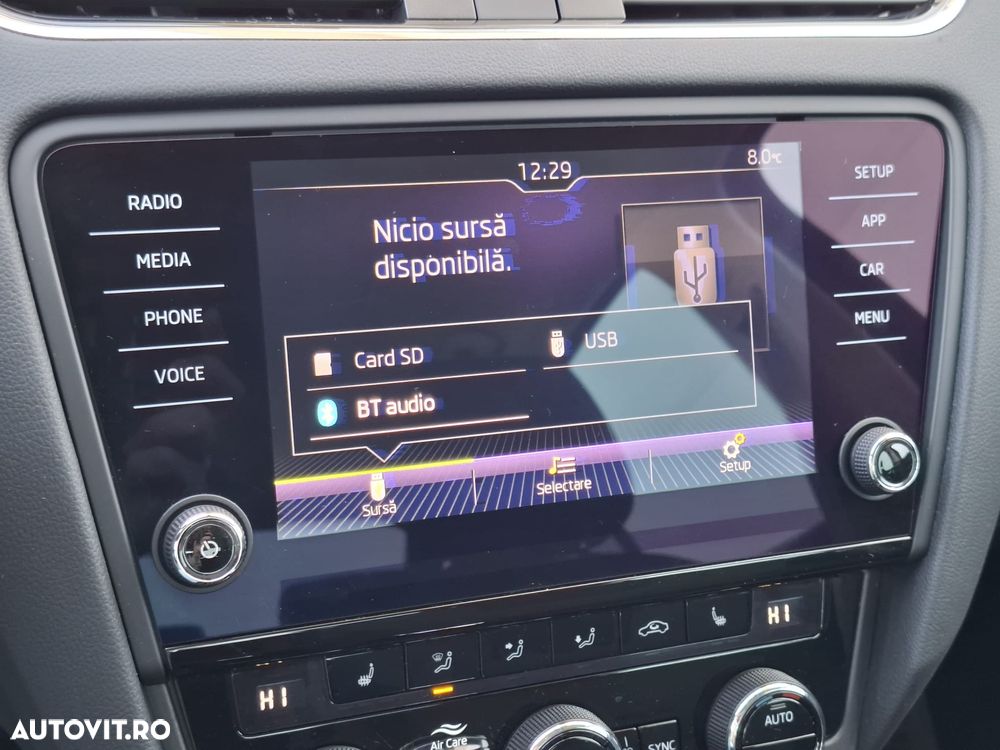 12:29
8.0°C
RADIO
MEDIA
PHONE
VOICE
SETUP
APP
CAR
MENU
Nicio sursă
disponibilă.
Card SD
USB
BT audio
Sursă
Selectare
Setup
HI
HI
Air Care
SYNC
AUTO
AUTOVIT.RO